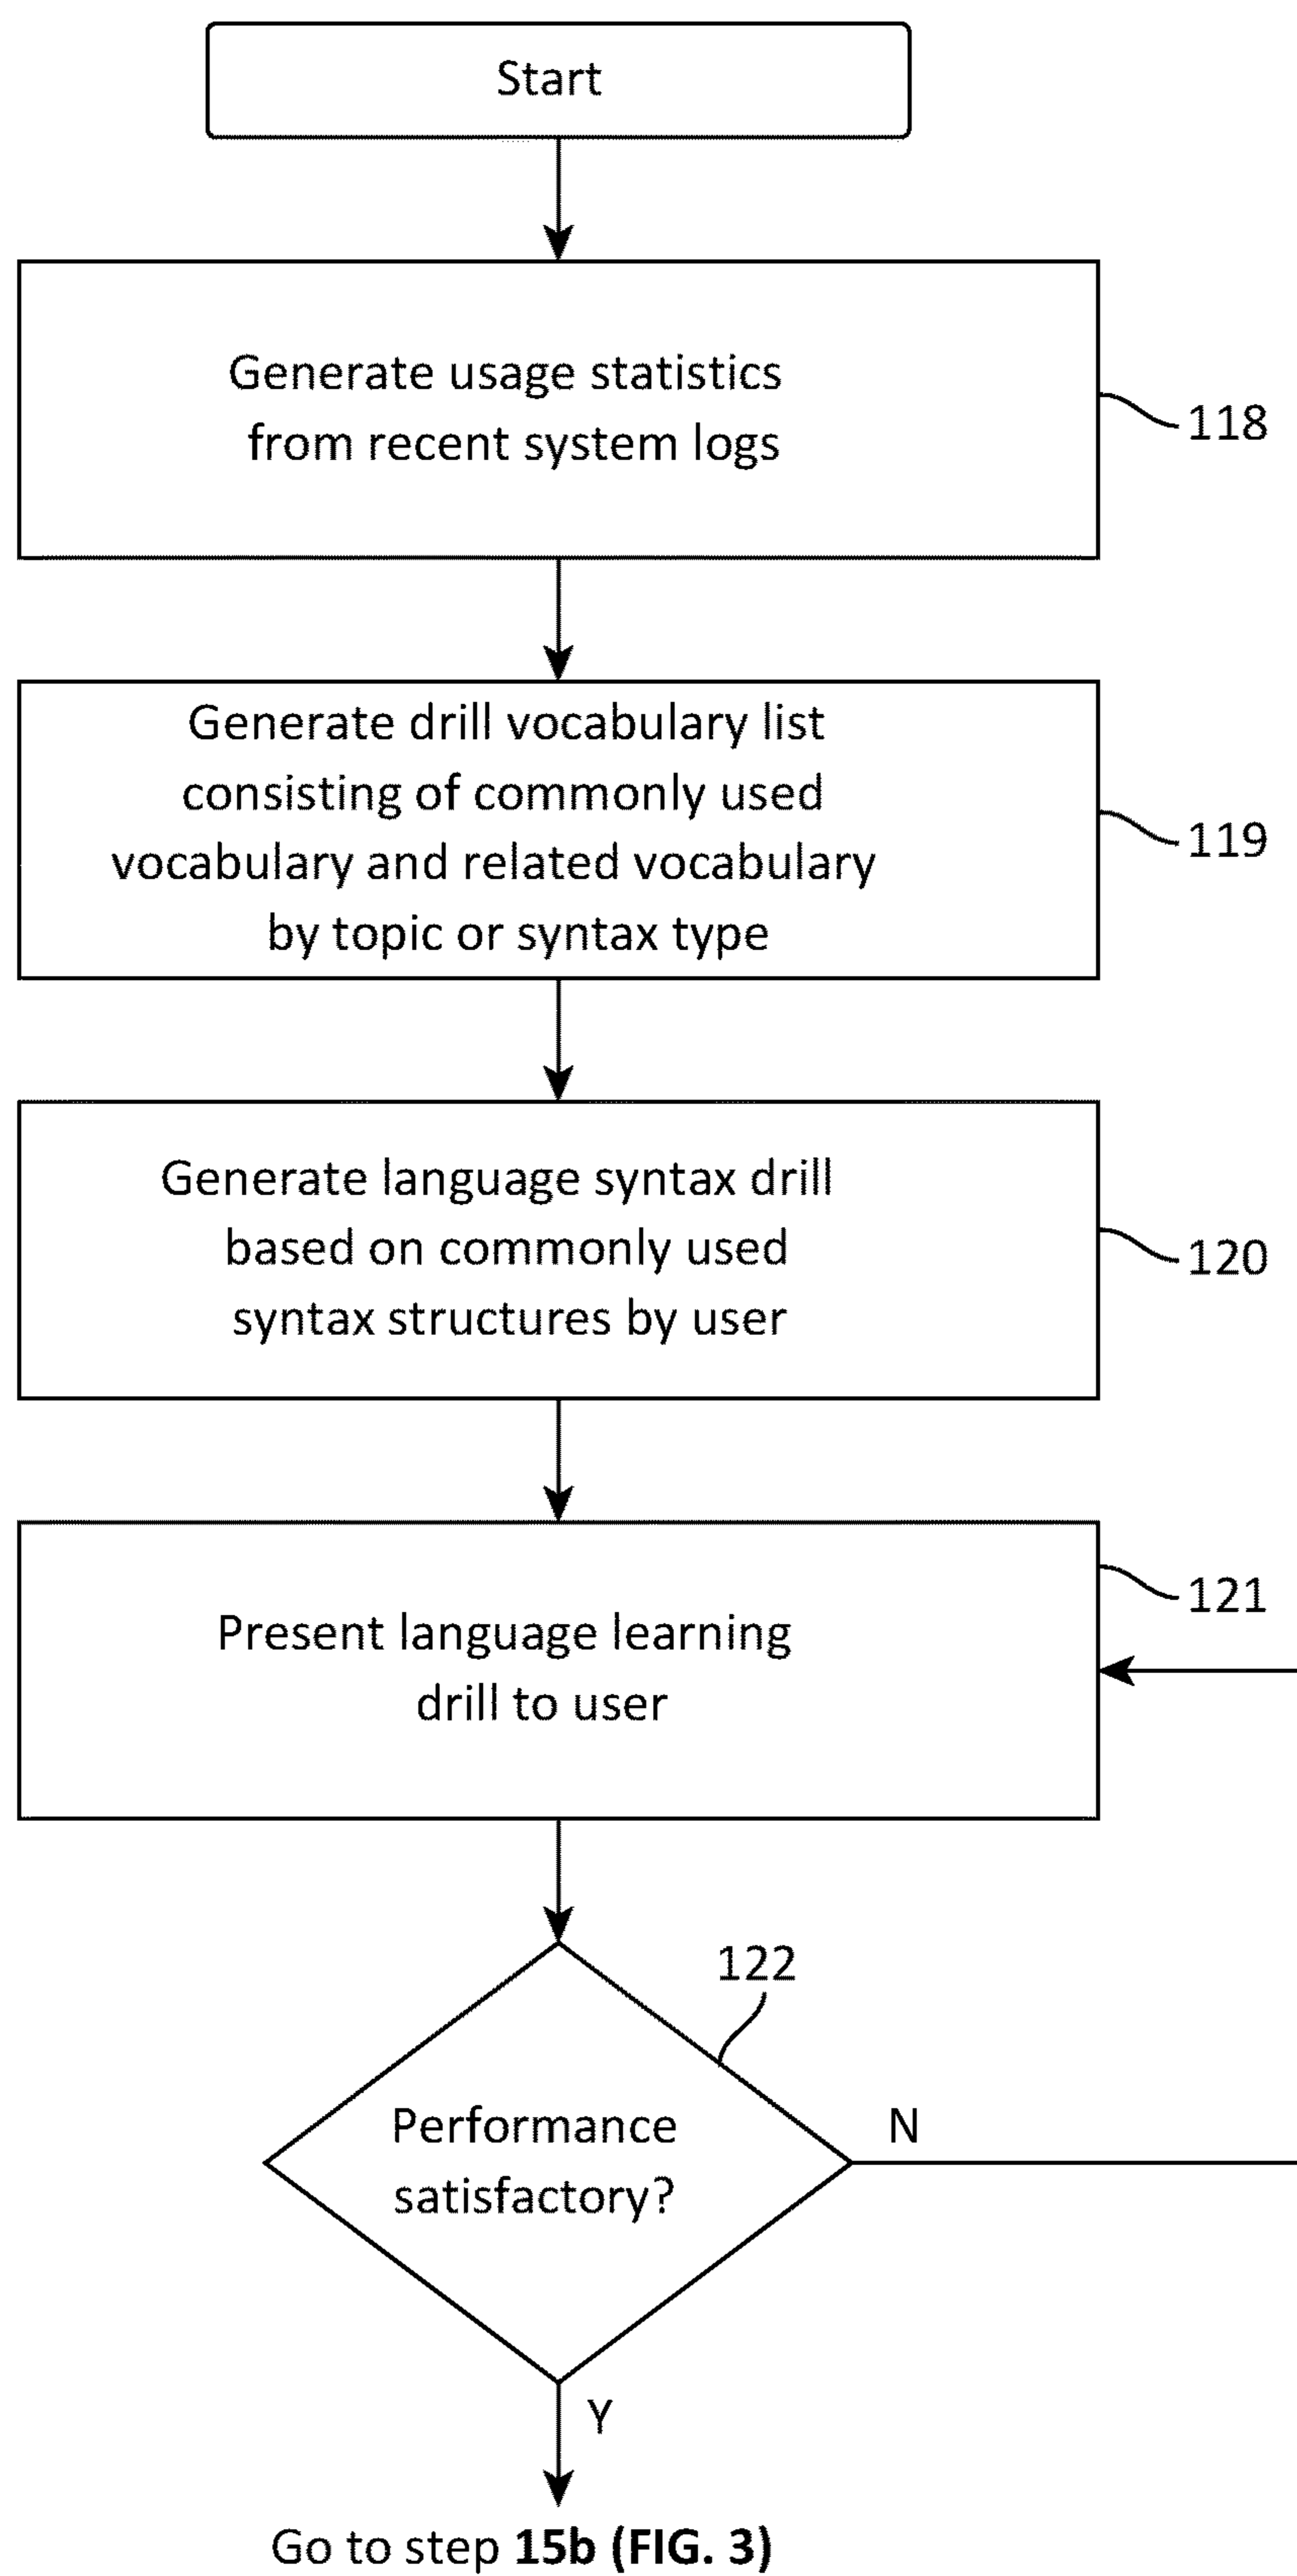 Start
Generate usage statistics
from recent system logs
118
Generate drill vocabulary list
consisting of commonly used
vocabulary and related vocabulary
by topic or syntax type
119
Generate language syntax drill
based on commonly used
syntax structures by user
120
Present language learning
drill to user
121
122
Performance
satisfactory?
N
Y
Go to step 15b (FIG. 3)